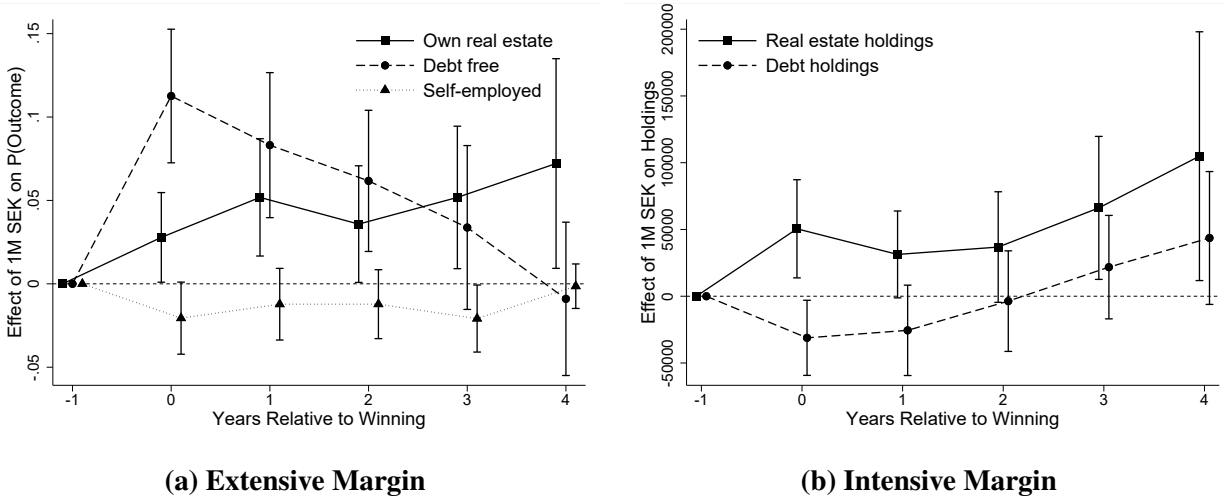 Effect of 1M SEK on P(Outcome)
.15
.1
.05
0
-.05
Own real estate
Debt free
Self-employed
-1 0 1 2 3 4
Years Relative to Winning
(a) Extensive Margin
Effect of 1M SEK on Holdings
200000
150000
100000
50000
0
-50000
Real estate holdings
Debt holdings
-1 0 1 2 3 4
Years Relative to Winning
(b) Intensive Margin